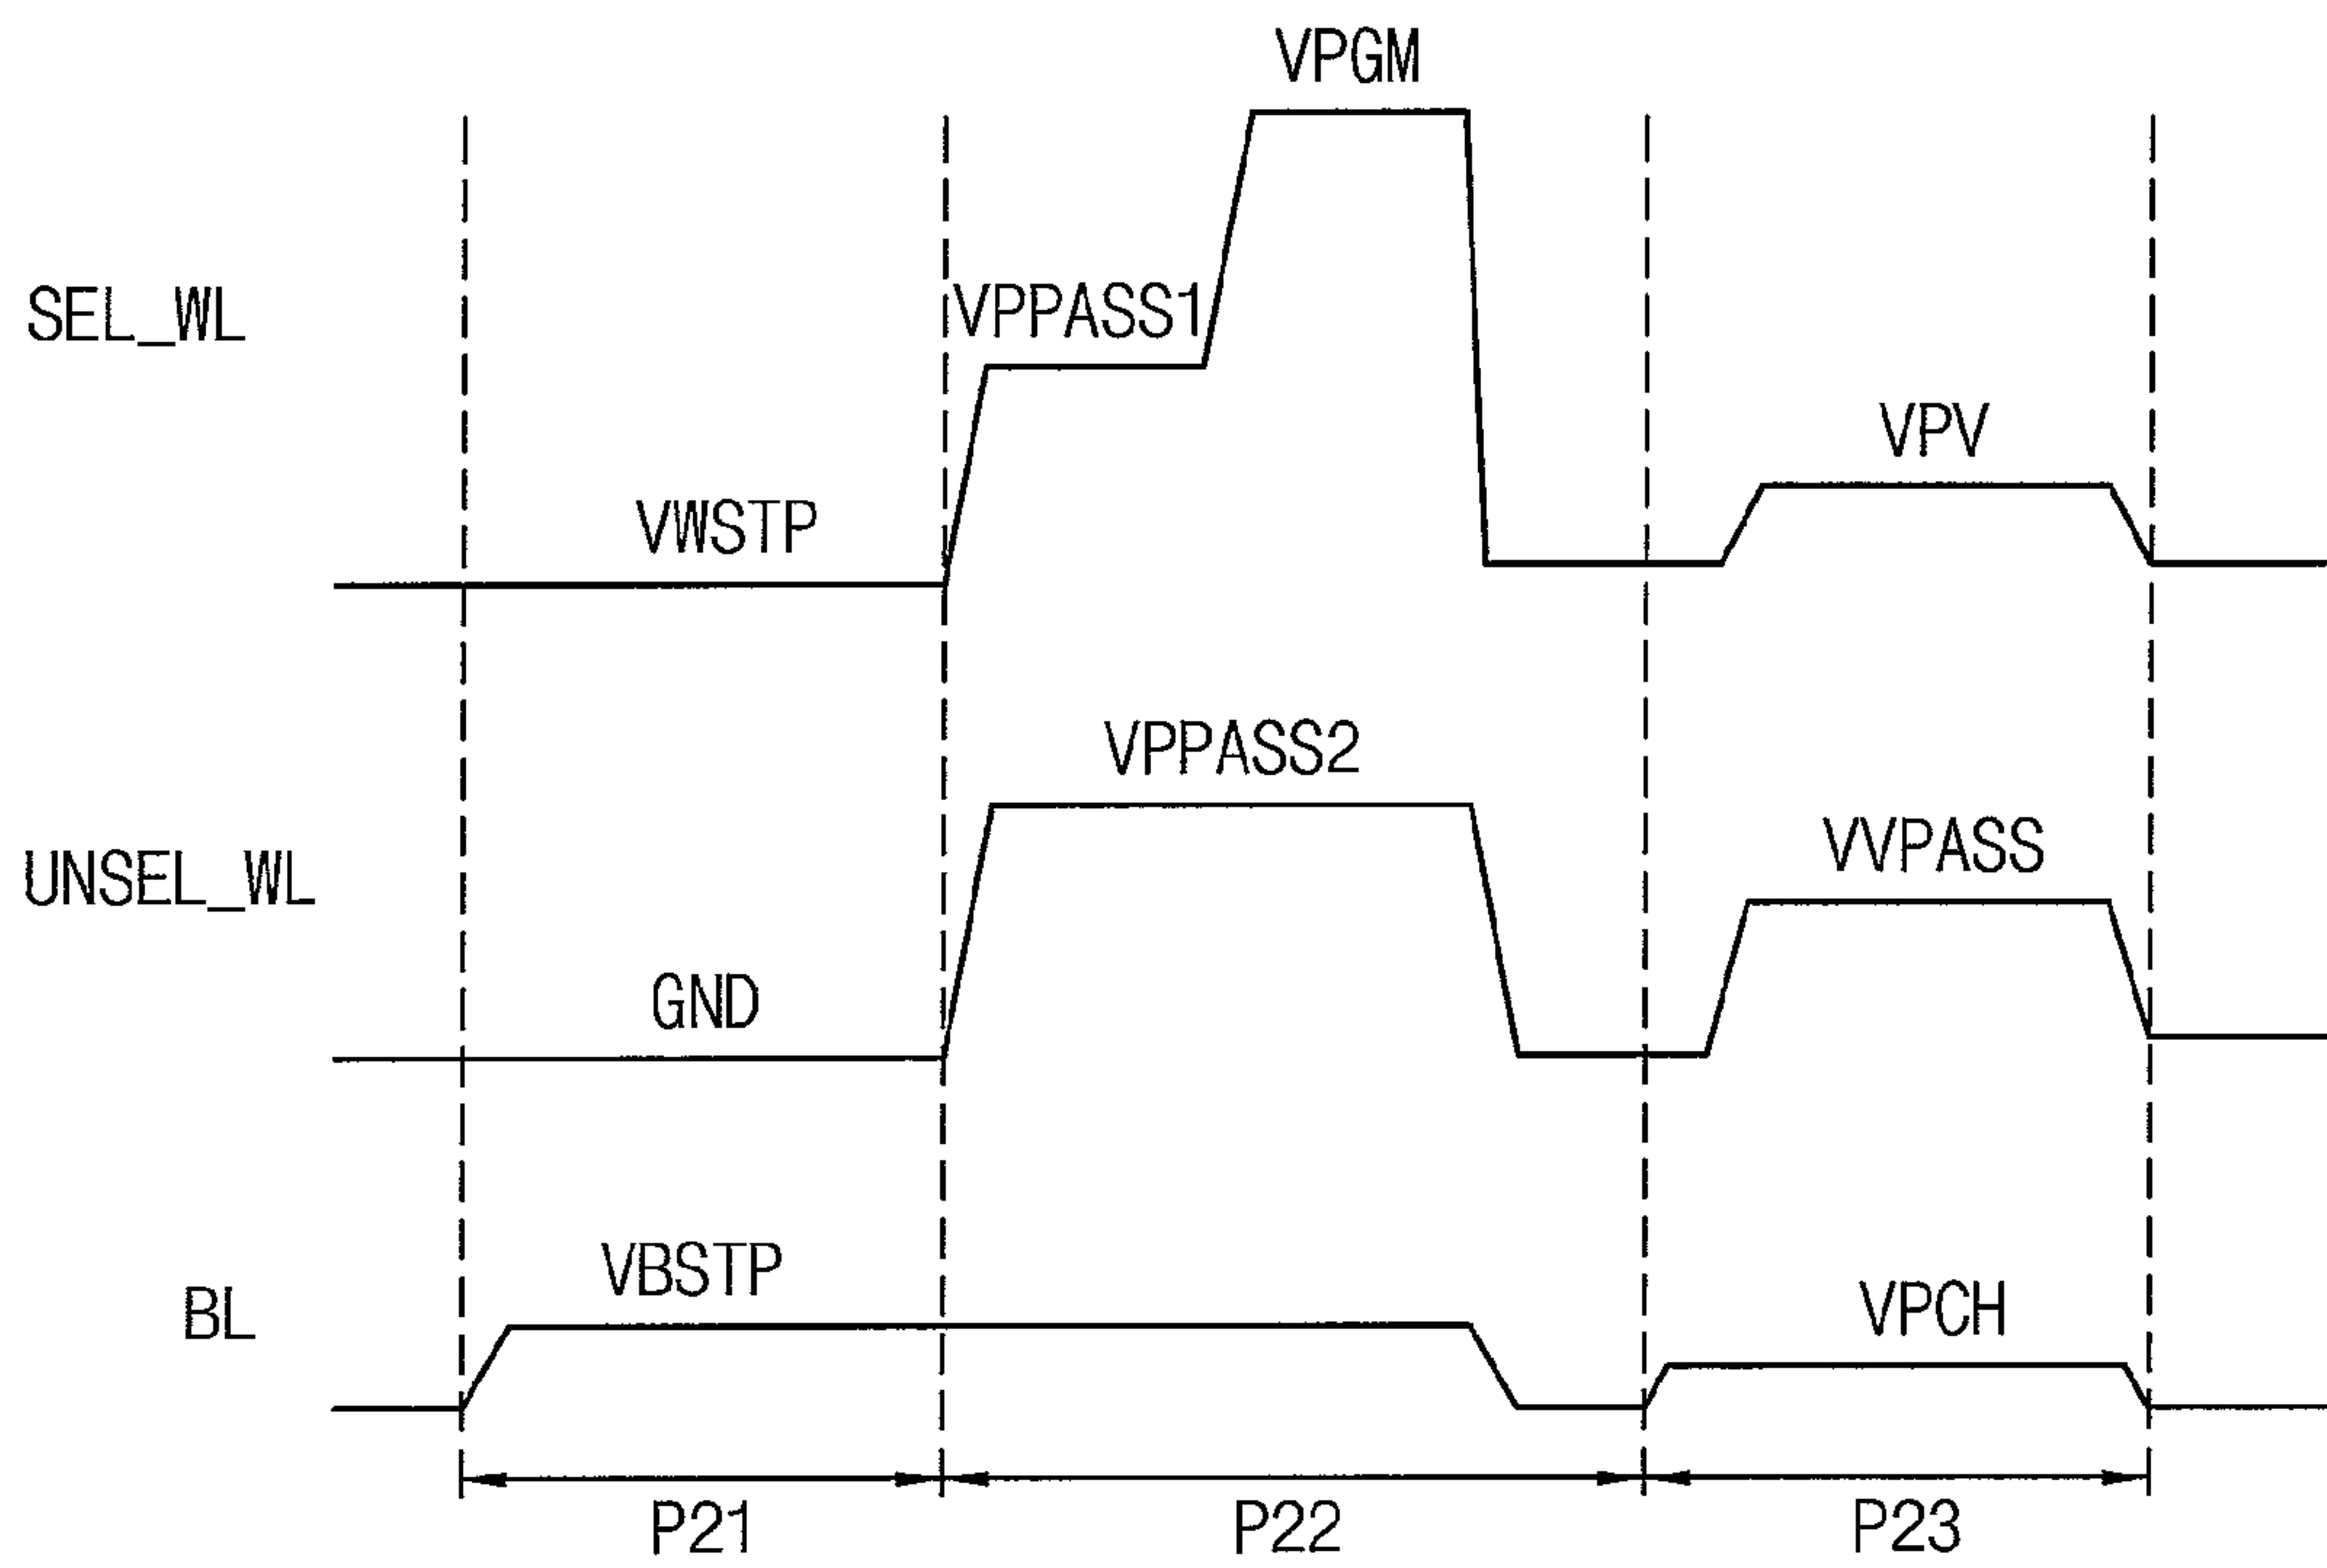 VPGM
SEL_WL
VPPASS1
VPV
VWSTP
VPPASS2
UNSEL_WL
VVPASS
GND
VBSTP
BL
VPCH
P21
P22
P23